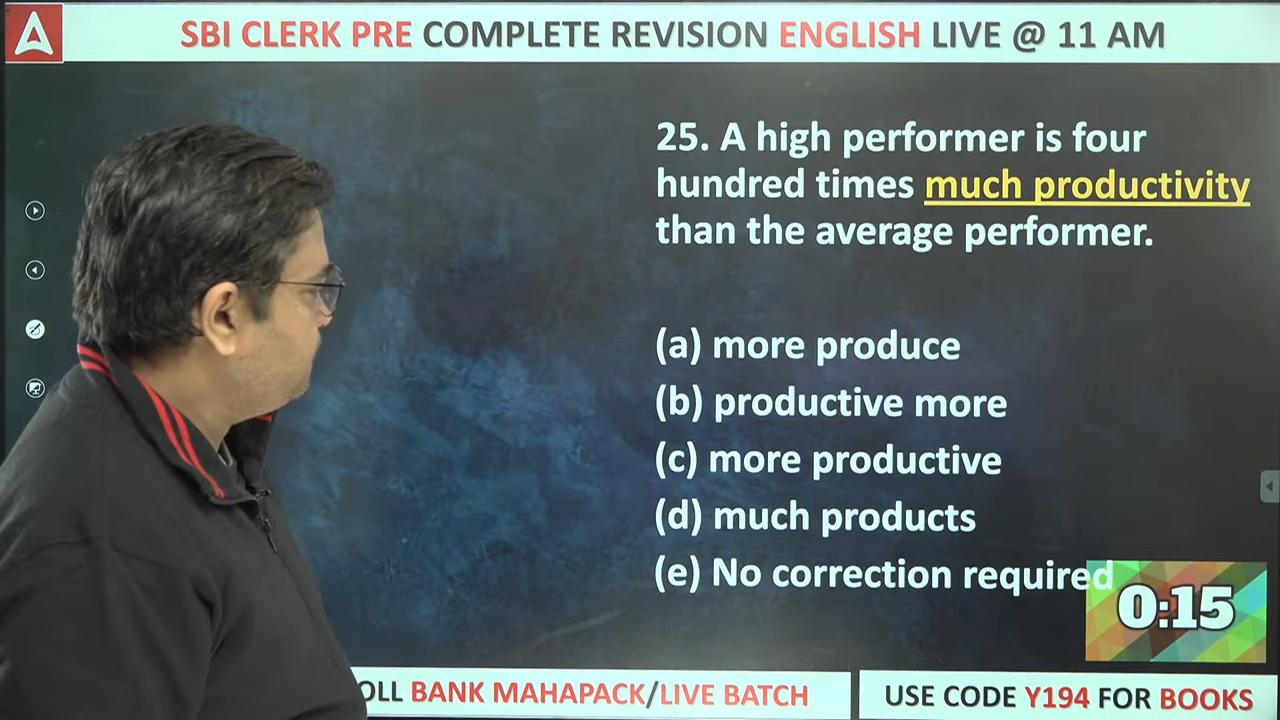 SBI CLERK PRE COMPLETE REVISION ENGLISH LIVE @ 11 AM
25. A high performer is four
hundred times much productivity
than the average performer.
(a) more produce
(b) productive more
(c) more productive
(d) much products
(e) No correction required
0:15
BANK MAHAPACK/LIVE BATCH
USE CODE Y194 FOR BOOKS